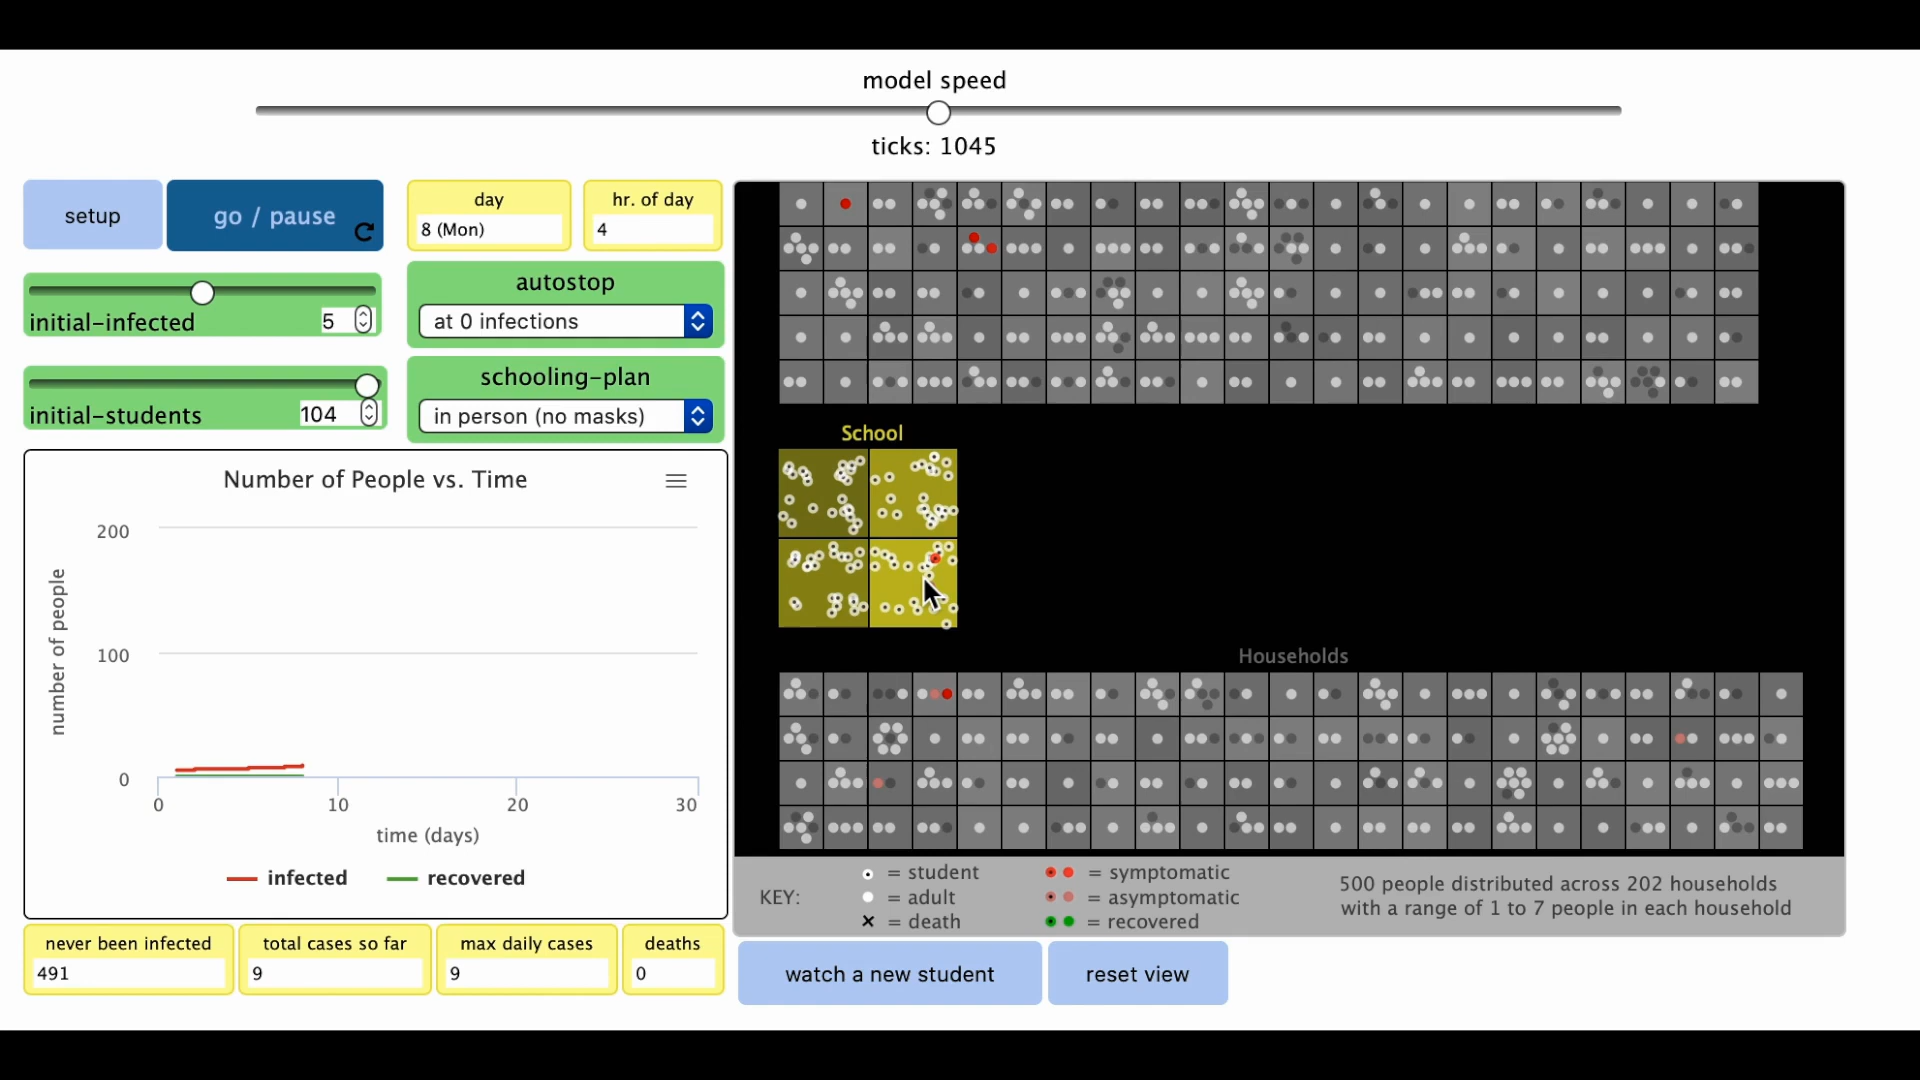 model speed
ticks: 1045
setup
go / pause
day
8 (Mon)
hr. of day
4
initial-infected
5
autostop
at 0 infections
initial-students
104
schooling-plan
in person (no masks)
Number of People vs. Time
number of people
200
100
0
0
10
20
30
time (days)
infected
recovered
never been infected
491
total cases so far
9
max daily cases
9
deaths
0
School
Households
KEY:
= student
= adult
= death
= symptomatic
= asymptomatic
= recovered
500 people distributed across 202 households
with a range of 1 to 7 people in each household
watch a new student
reset view